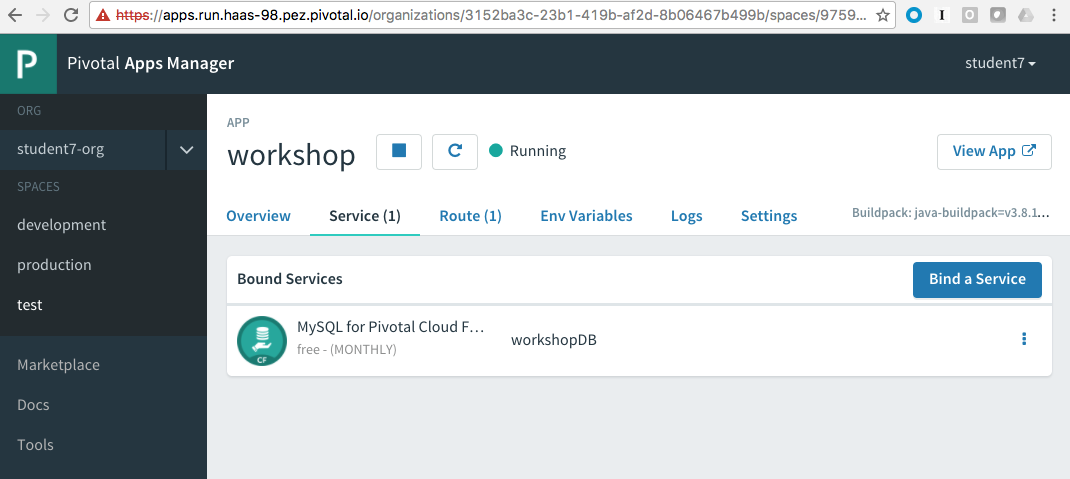 https://apps.run.haas-98.pez.pivotal.io/organizations/3152ba3c-23b1-419b-af2d-8b06467b499b/spaces/9759...
P Pivotal Apps Manager
student7
ORG
student7-org
SPACES
development
production
test
Marketplace
Docs
Tools
APP
workshop
Running
View App
Overview Service (1) Route (1) Env Variables Logs Settings Buildpack: java-buildpack=v3.8.1...
Bound Services
Bind a Service
MySQL for Pivotal Cloud F... workshopDB
free - (MONTHLY)
CF